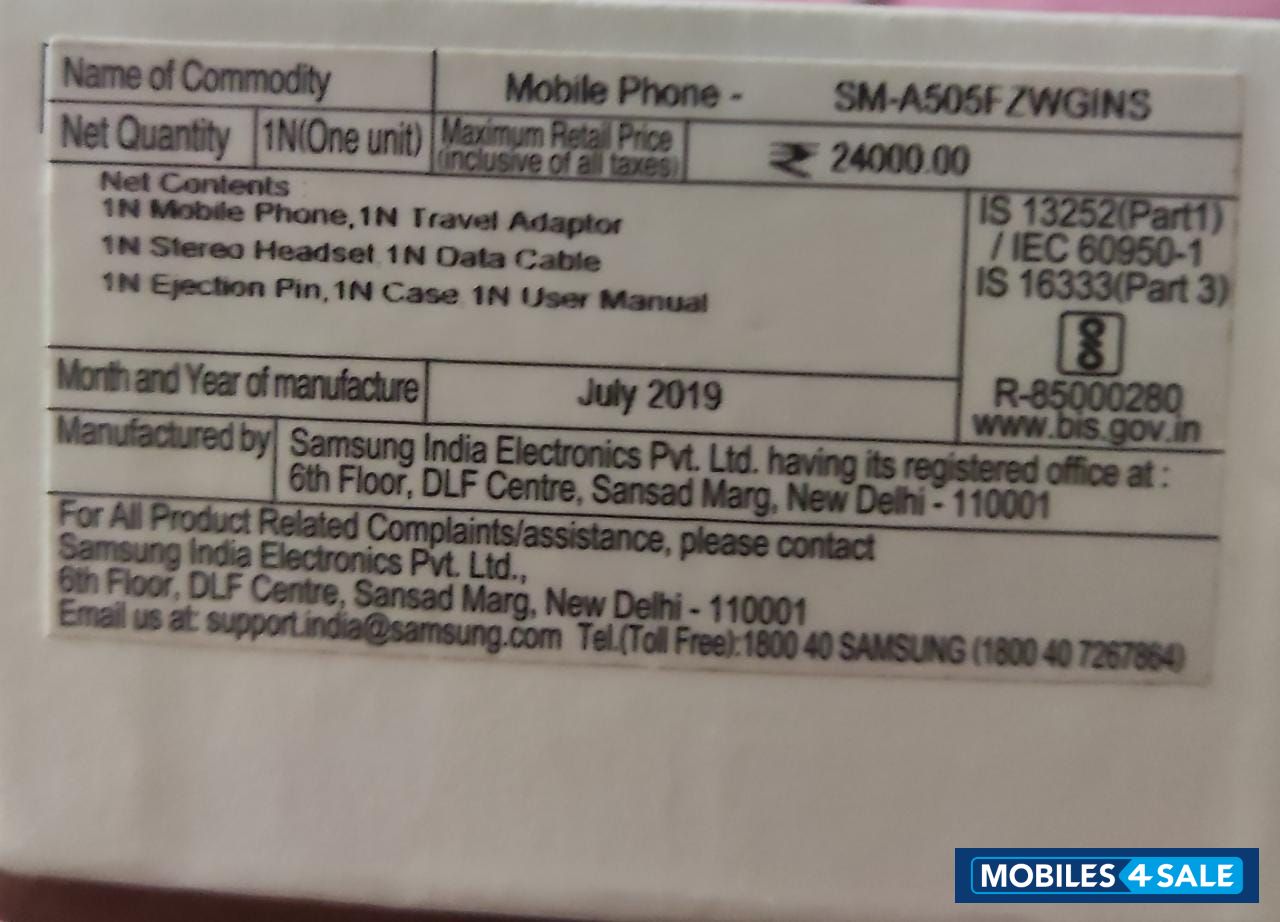 Name of Commodity Mobile Phone - SM-A505FZWGINS
Net Quantity 1N(One unit) Maximum Retail Price (inclusive of all taxes) ₹ 24000.00
Net Contents :
1N Mobile Phone,1N Travel Adaptor
1N Stereo Headset,1N Data Cable
1N Ejection Pin,1N Case,1N User Manual
IS 13252(Part1)
/ IEC 60950-1
IS 16333(Part 3)
R-85000280
www.bis.gov.in
Month and Year of manufacture July 2019
Manufactured by Samsung India Electronics Pvt. Ltd. having its registered office at :
6th Floor, DLF Centre, Sansad Marg, New Delhi - 110001
For All Product Related Complaints/assistance, please contact
Samsung India Electronics Pvt. Ltd.,
6th Floor, DLF Centre, Sansad Marg, New Delhi - 110001
Email us at: support.india@samsung.com Tel.(Toll Free):1800 40 SAMSUNG (1800 40 7267864)
MOBILES 4 SALE